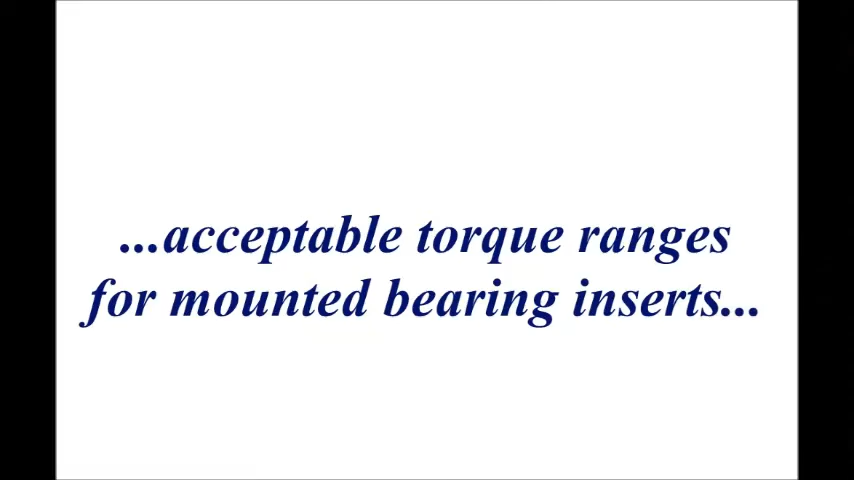 ...acceptable torque ranges
for mounted bearing inserts...